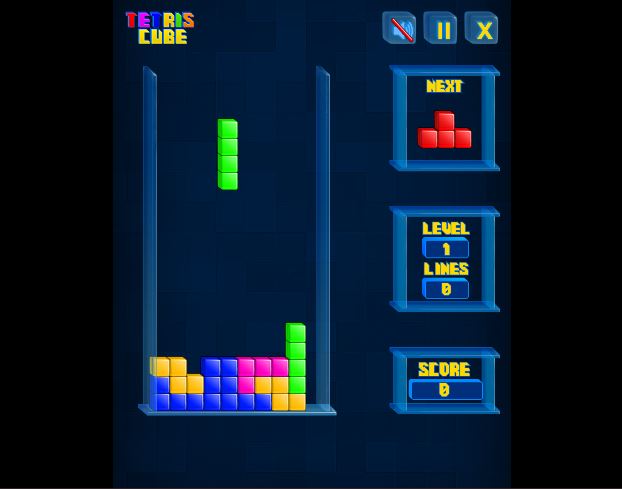 TETRIS
CUBE
X
NEXT
LEVEL
1
LINES
0
SCORE
0